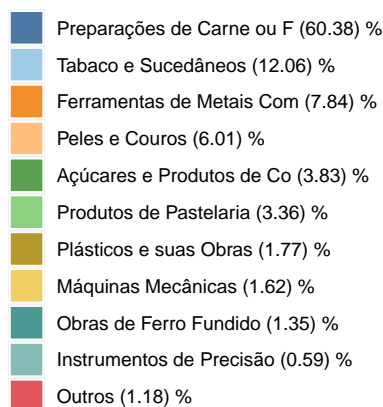 Preparações de Carne ou F (60.38) %
Tabaco e Sucedâneos (12.06) %
Ferramentas de Metais Com (7.84) %
Peles e Couros (6.01) %
Açúcares e Produtos de Co (3.83) %
Produtos de Pastelaria (3.36) %
Plásticos e suas Obras (1.77) %
Máquinas Mecânicas (1.62) %
Obras de Ferro Fundido (1.35) %
Instrumentos de Precisão (0.59) %
Outros (1.18) %